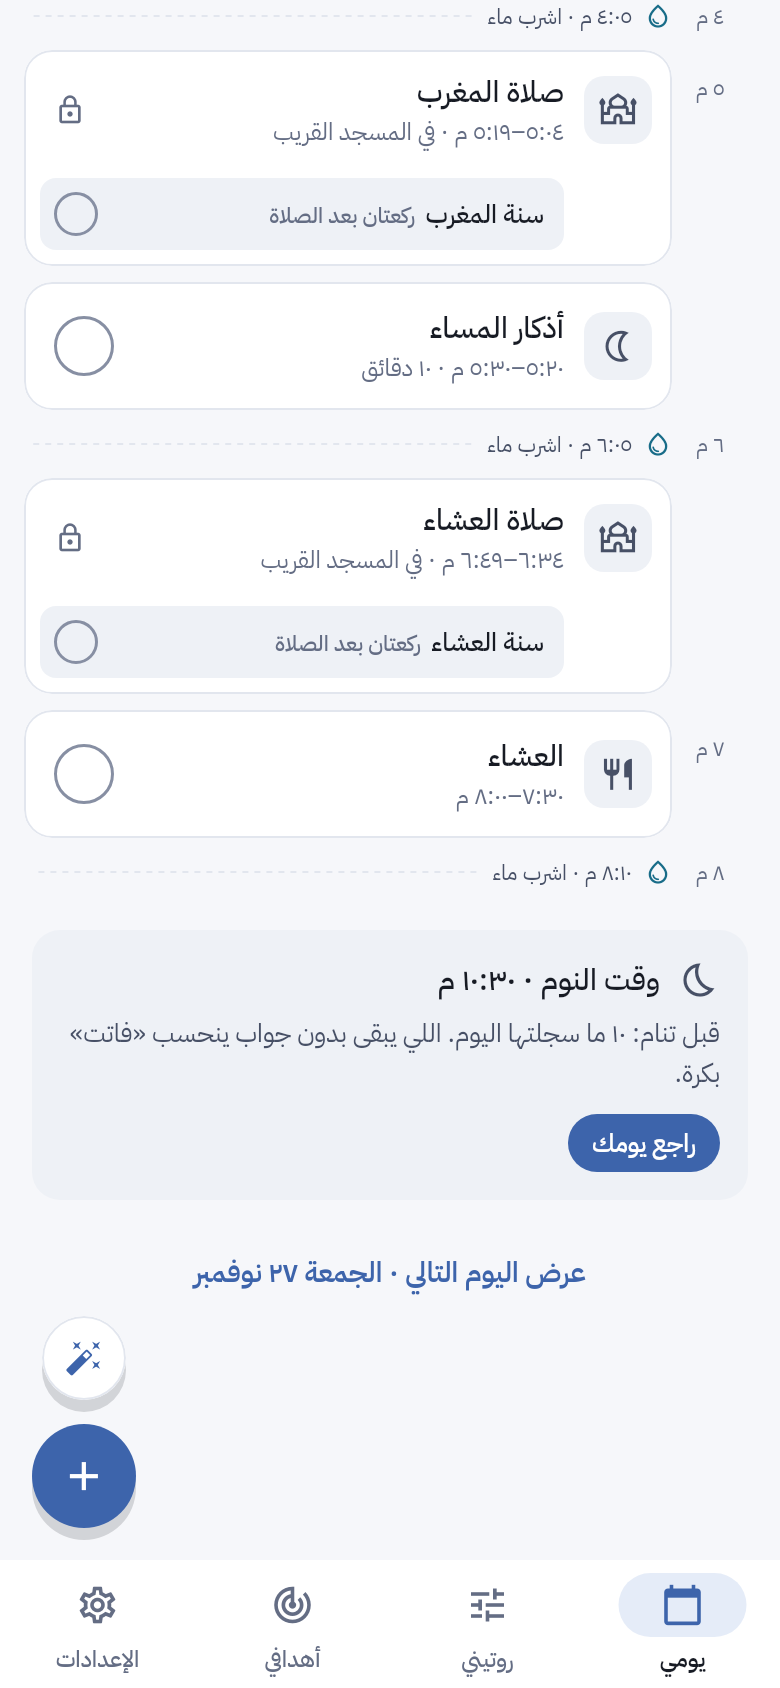 ٤ م
٤:٠٥ م · اشرب ماء
٥ م
صلاة المغرب
٥:٠٤–٥:١٩ م · في المسجد القريب
سنة المغرب ركعتان بعد الصلاة
أذكار المساء
٥:٢٠–٥:٣٠ م · ١٠ دقائق
٦ م
٦:٠٥ م · اشرب ماء
صلاة العشاء
٦:٣٤–٦:٤٩ م · في المسجد القريب
سنة العشاء ركعتان بعد الصلاة
٧ م
العشاء
٧:٣٠–٨:٠٠ م
٨ م
٨:١٠ م · اشرب ماء
وقت النوم · ١٠:٣٠ م
قبل تنام: ١٠ ما سجلتها اليوم. اللي يبقى بدون جواب ينحسب «فاتت»
بكرة.
راجع يومك
عرض اليوم التالي · الجمعة ٢٧ نوفمبر
يومي
روتيني
أهدافي
الإعدادات